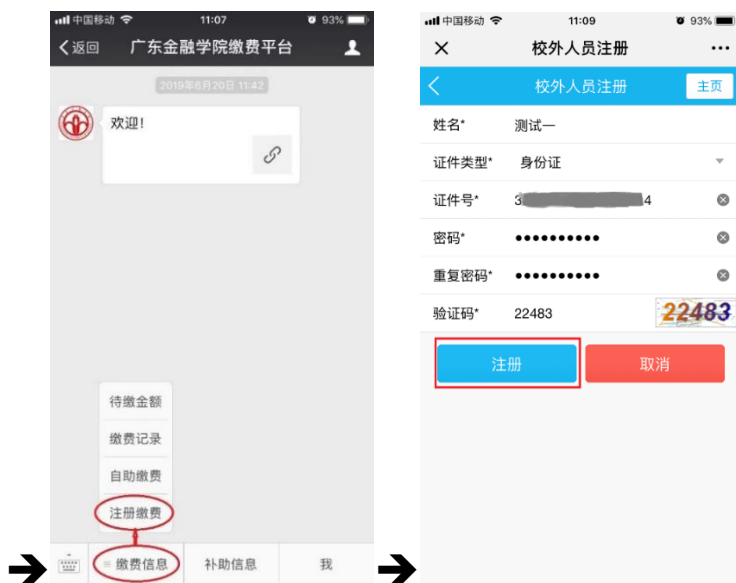 中国移动 11:07 93%
返回 广东金融学院缴费平台
2019年6月20日 11:42
欢迎!
待缴金额
缴费记录
自助缴费
注册缴费
缴费信息 补助信息 我
中国移动 11:09 93%
校外人员注册
校外人员注册 主页
姓名* 测试一
证件类型* 身份证
证件号* 3 4
密码* ●●●●●●●●●●
重复密码* ●●●●●●●●●●
验证码* 22483 22483
注册 取消